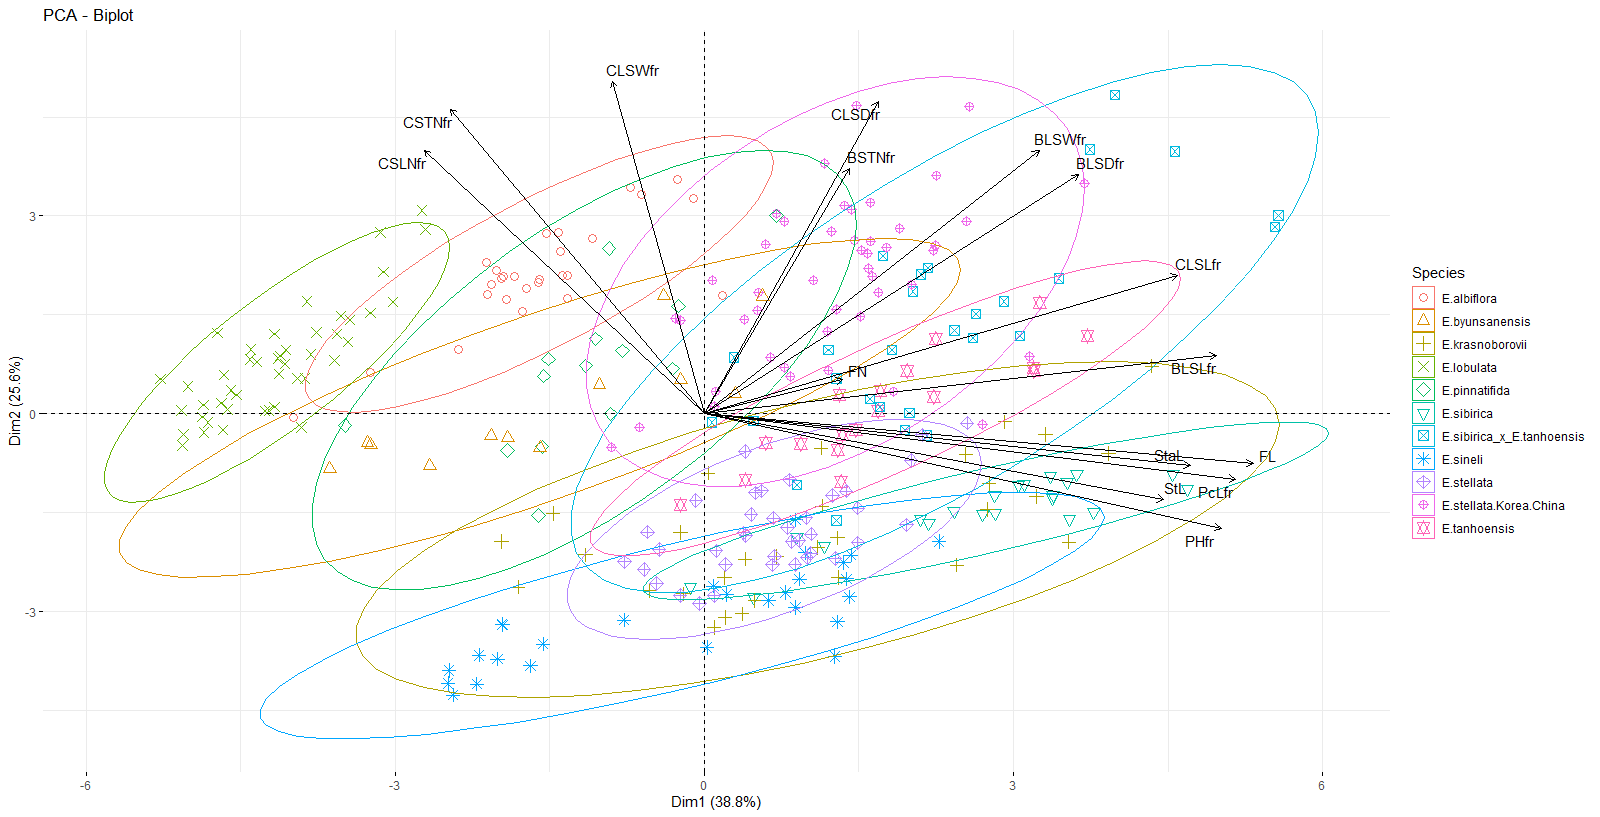 PCA - Biplot
CLSWfr
CSTNfr
CLSDfr
CSLNfr
BSTNfr
BLSWfr
BLSDfr
CLSLfr
BLSLfr
FN
StaL
FL
StL
PcLfr
PHfr
Dim2 (25.6%)
3
0
-3
-6
-3
0
3
6
Dim1 (38.8%)
Species
E.albiflora
E.byunsanensis
E.krasnoborovii
E.lobulata
E.pinnatifida
E.sibirica
E.sibirica_x_E.tanhoensis
E.sineli
E.stellata
E.stellata.Korea.China
E.tanhoensis